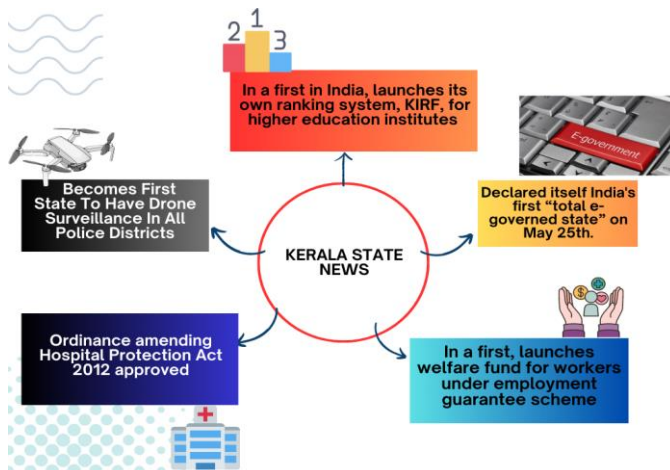 2 1 3
In a first in India, launches its
own ranking system, KIRF, for
higher education institutes
E-government
Becomes First
State To Have Drone
Surveillance In All
Police Districts
Declared itself India's
first “total e-
governed state” on
May 25th.
KERALA STATE
NEWS
Ordinance amending
Hospital Protection Act
2012 approved
In a first, launches
welfare fund for workers
under employment
guarantee scheme